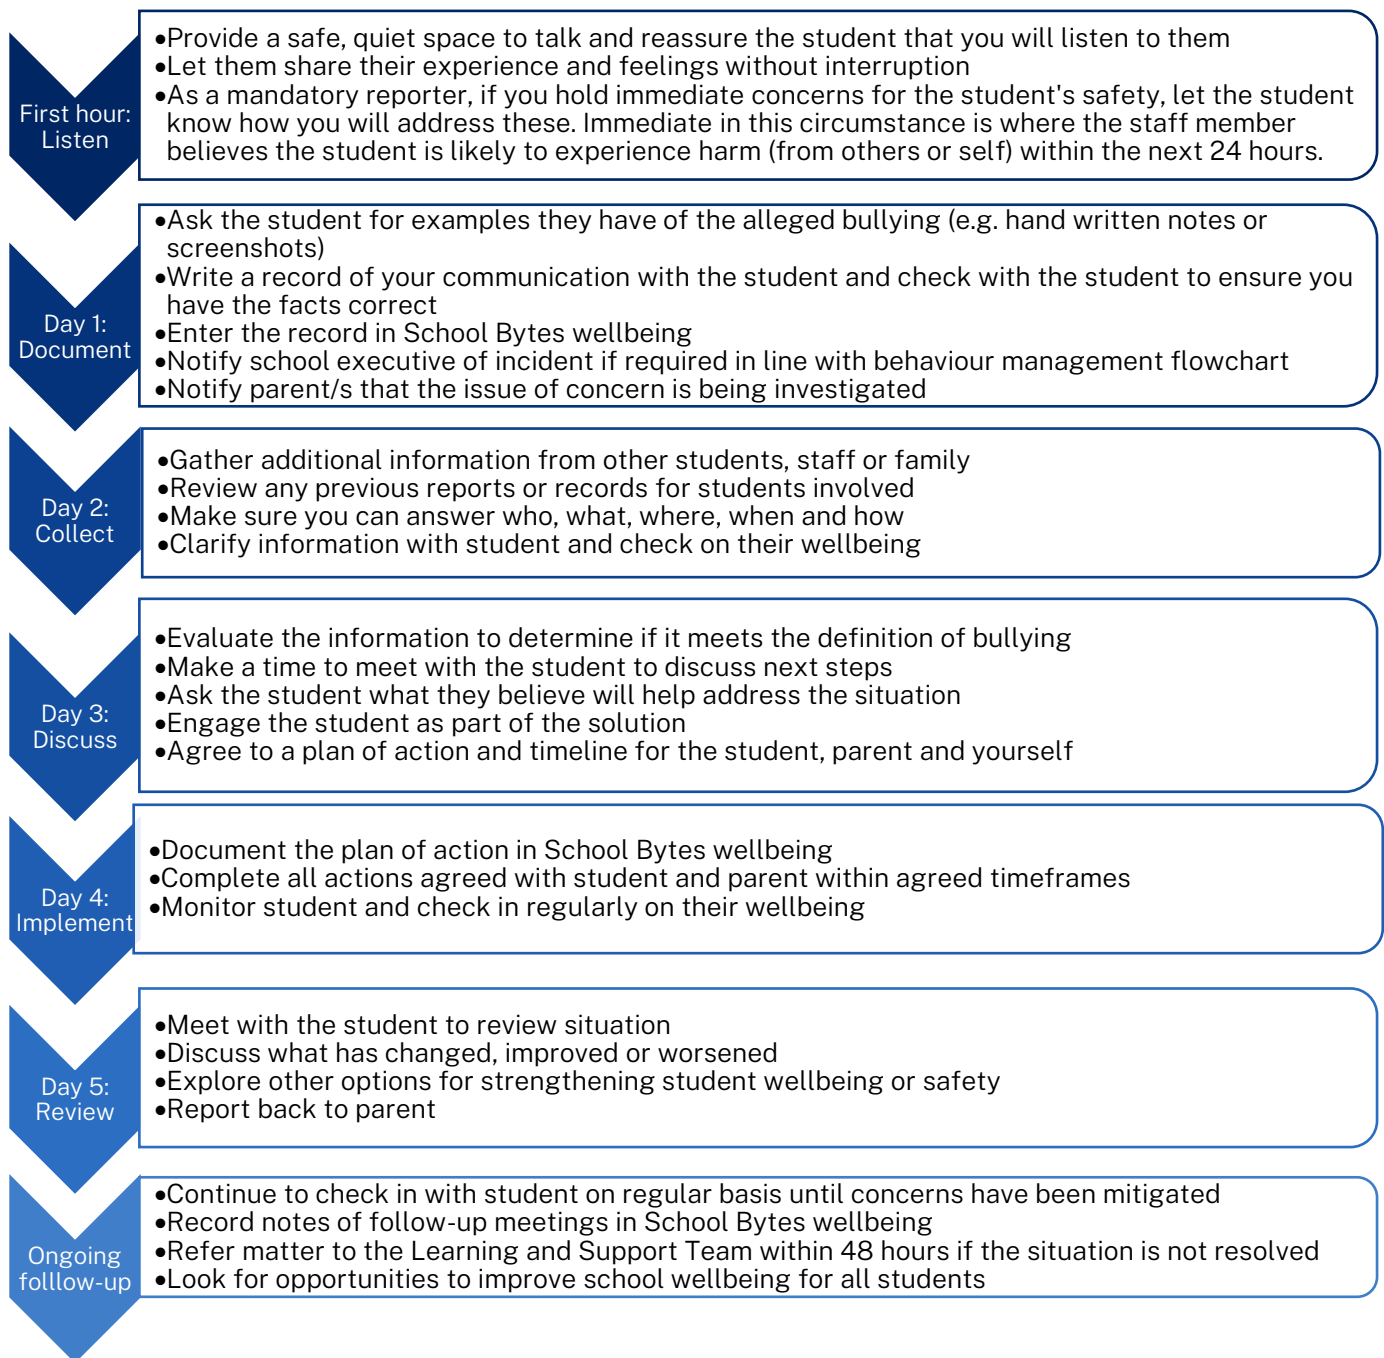 First hour:
Listen
•Provide a safe, quiet space to talk and reassure the student that you will listen to them
•Let them share their experience and feelings without interruption
•As a mandatory reporter, if you hold immediate concerns for the student's safety, let the student
know how you will address these. Immediate in this circumstance is where the staff member
believes the student is likely to experience harm (from others or self) within the next 24 hours.
Day 1:
Document
•Ask the student for examples they have of the alleged bullying (e.g. hand written notes or
screenshots)
•Write a record of your communication with the student and check with the student to ensure you
have the facts correct
•Enter the record in School Bytes wellbeing
•Notify school executive of incident if required in line with behaviour management flowchart
•Notify parent/s that the issue of concern is being investigated
Day 2:
Collect
•Gather additional information from other students, staff or family
•Review any previous reports or records for students involved
•Make sure you can answer who, what, where, when and how
•Clarify information with student and check on their wellbeing
Day 3:
Discuss
•Evaluate the information to determine if it meets the definition of bullying
•Make a time to meet with the student to discuss next steps
•Ask the student what they believe will help address the situation
•Engage the student as part of the solution
•Agree to a plan of action and timeline for the student, parent and yourself
Day 4:
Implement
•Document the plan of action in School Bytes wellbeing
•Complete all actions agreed with student and parent within agreed timeframes
•Monitor student and check in regularly on their wellbeing
Day 5:
Review
•Meet with the student to review situation
•Discuss what has changed, improved or worsened
•Explore other options for strengthening student wellbeing or safety
•Report back to parent
Ongoing
folllow-up
•Continue to check in with student on regular basis until concerns have been mitigated
•Record notes of follow-up meetings in School Bytes wellbeing
•Refer matter to the Learning and Support Team within 48 hours if the situation is not resolved
•Look for opportunities to improve school wellbeing for all students